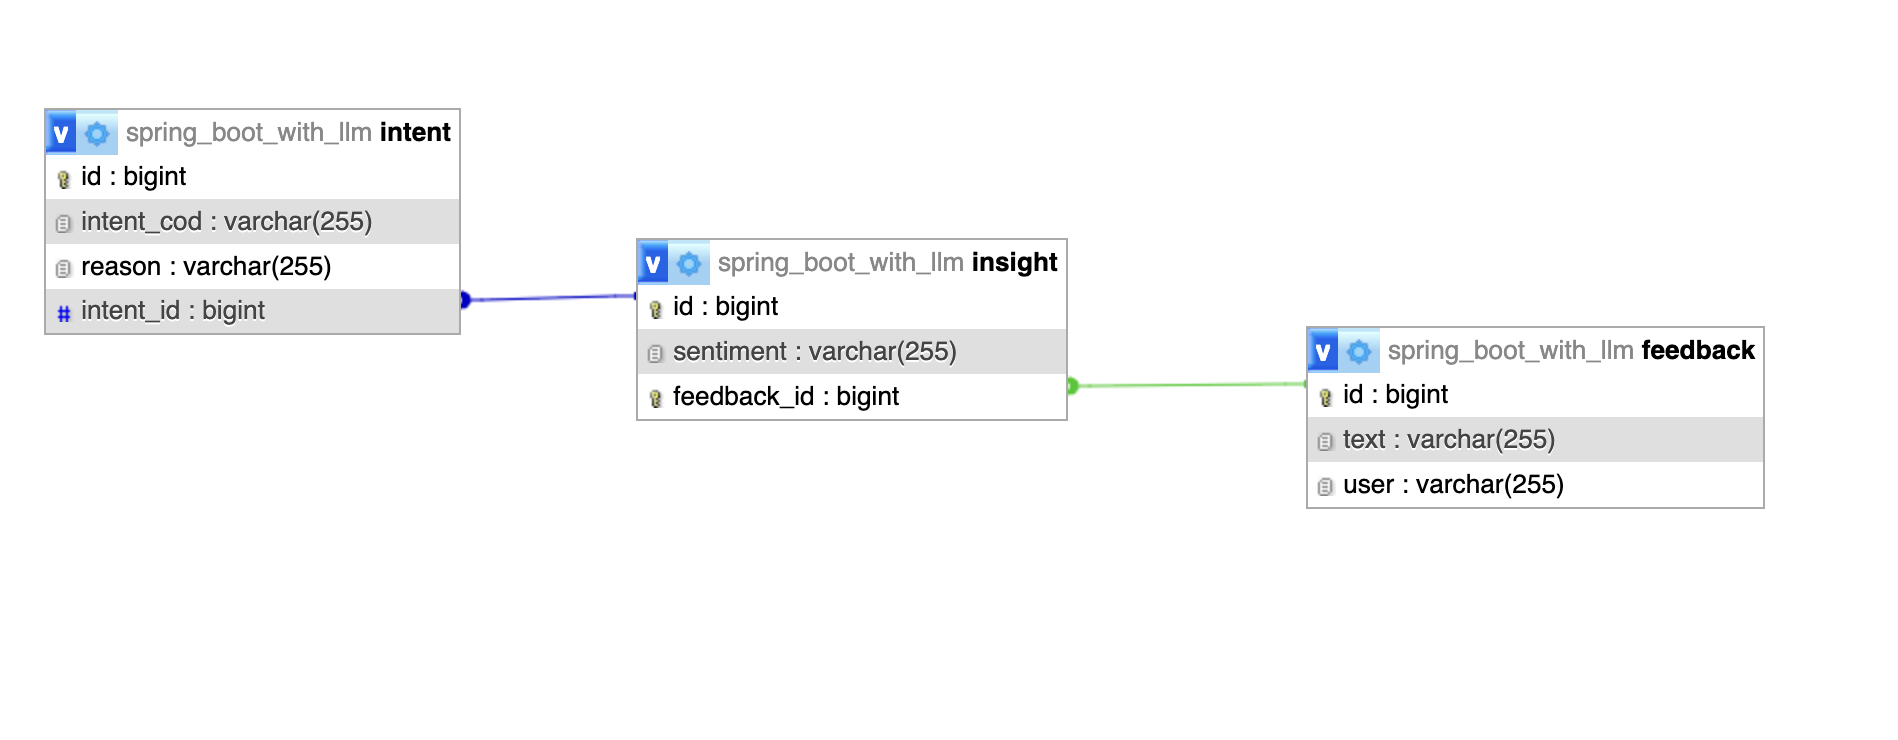 v spring_boot_with_llm intent
id : bigint
intent_cod : varchar(255)
reason : varchar(255)
# intent_id : bigint
v spring_boot_with_llm insight
id : bigint
sentiment : varchar(255)
feedback_id : bigint
v spring_boot_with_llm feedback
id : bigint
text : varchar(255)
user : varchar(255)